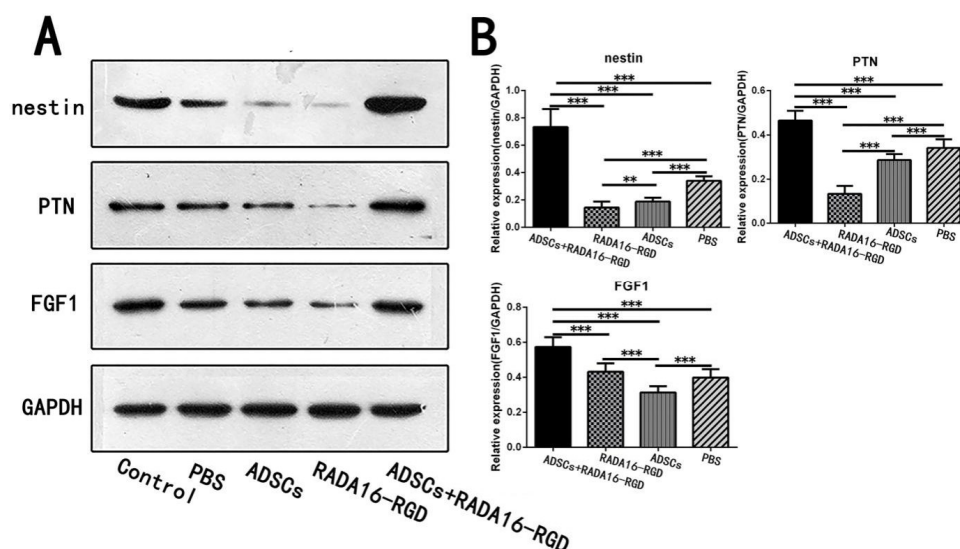 A
nestin
PTN
FGF1
GAPDH
Control
PBS
ADSCs
RADA16-RGD
ADSCs+RADA16-RGD
B
nestin
Relative expression(nestin/GAPDH)
1.0
0.8
0.6
0.4
0.2
0.0
***
***
***
***
**
***
ADSCs+RADA16-RGD
RADA16-RGD
ADSCs
PBS
PTN
Relative expression(PTN/GAPDH)
0.6
0.4
0.2
0.0
***
***
***
***
***
***
ADSCs+RADA16-RGD
RADA16-RGD
ADSCs
PBS
FGF1
Relative expression(FGF1/GAPDH)
0.8
0.6
0.4
0.2
0.0
***
***
***
***
***
ADSCs+RADA16-RGD
RADA16-RGD
ADSCs
PBS